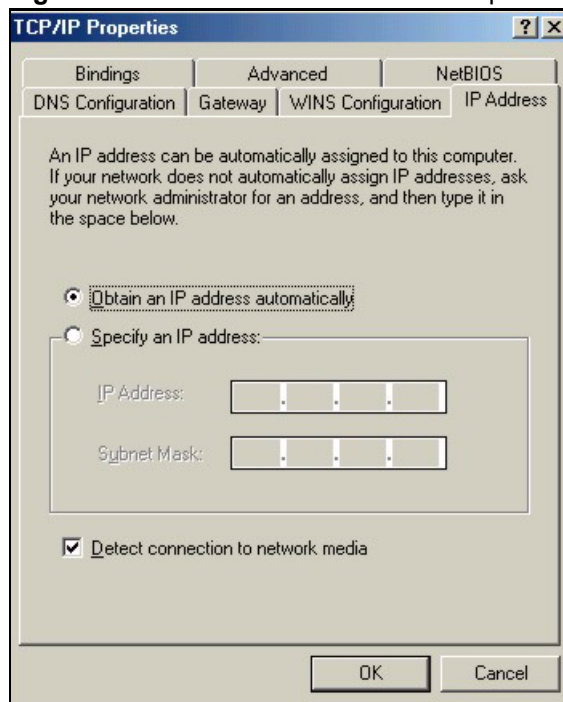 TCP/IP Properties
Bindings Advanced NetBIOS
DNS Configuration Gateway WINS Configuration IP Address
An IP address can be automatically assigned to this computer.
If your network does not automatically assign IP addresses, ask
your network administrator for an address, and then type it in
the space below.
Obtain an IP address automatically
Specify an IP address:
IP Address:
Subnet Mask:
Detect connection to network media
OK Cancel